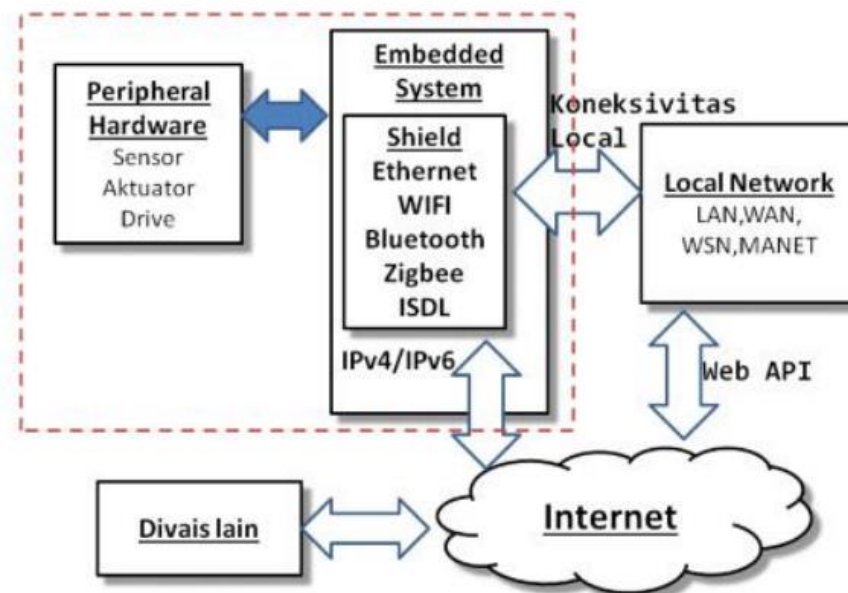 Peripheral
Hardware
Sensor
Aktuator
Drive
Embedded
System
Shield
Ethernet
WIFI
Bluetooth
Zigbee
ISDL
IPv4/IPv6
Koneksivitas
Local
Local Network
LAN,WAN,
WSN,MANET
Web API
Divais lain
Internet